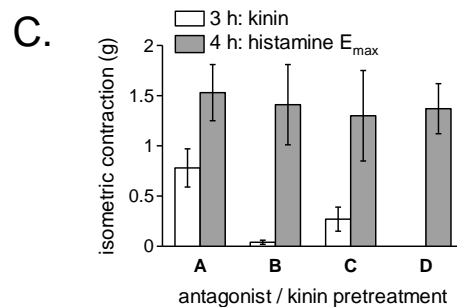 C.
3 h: kinin
4 h: histamine Emax
isometric contraction (g)
2
1.5
1
0.5
0
A B C D
antagonist / kinin pretreatment